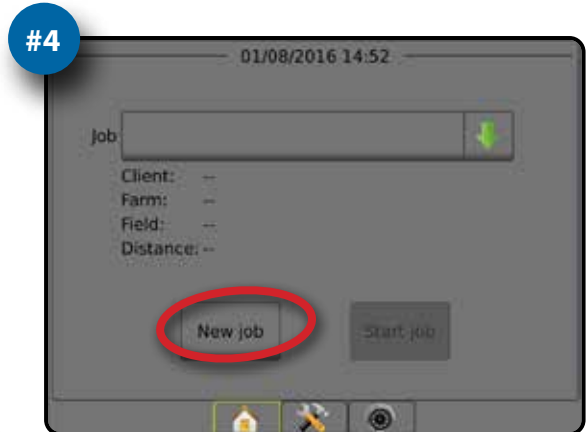 #4
01/08/2016 14:52
Job
Client: --
Farm: --
Field: --
Distance: --
New job Start job